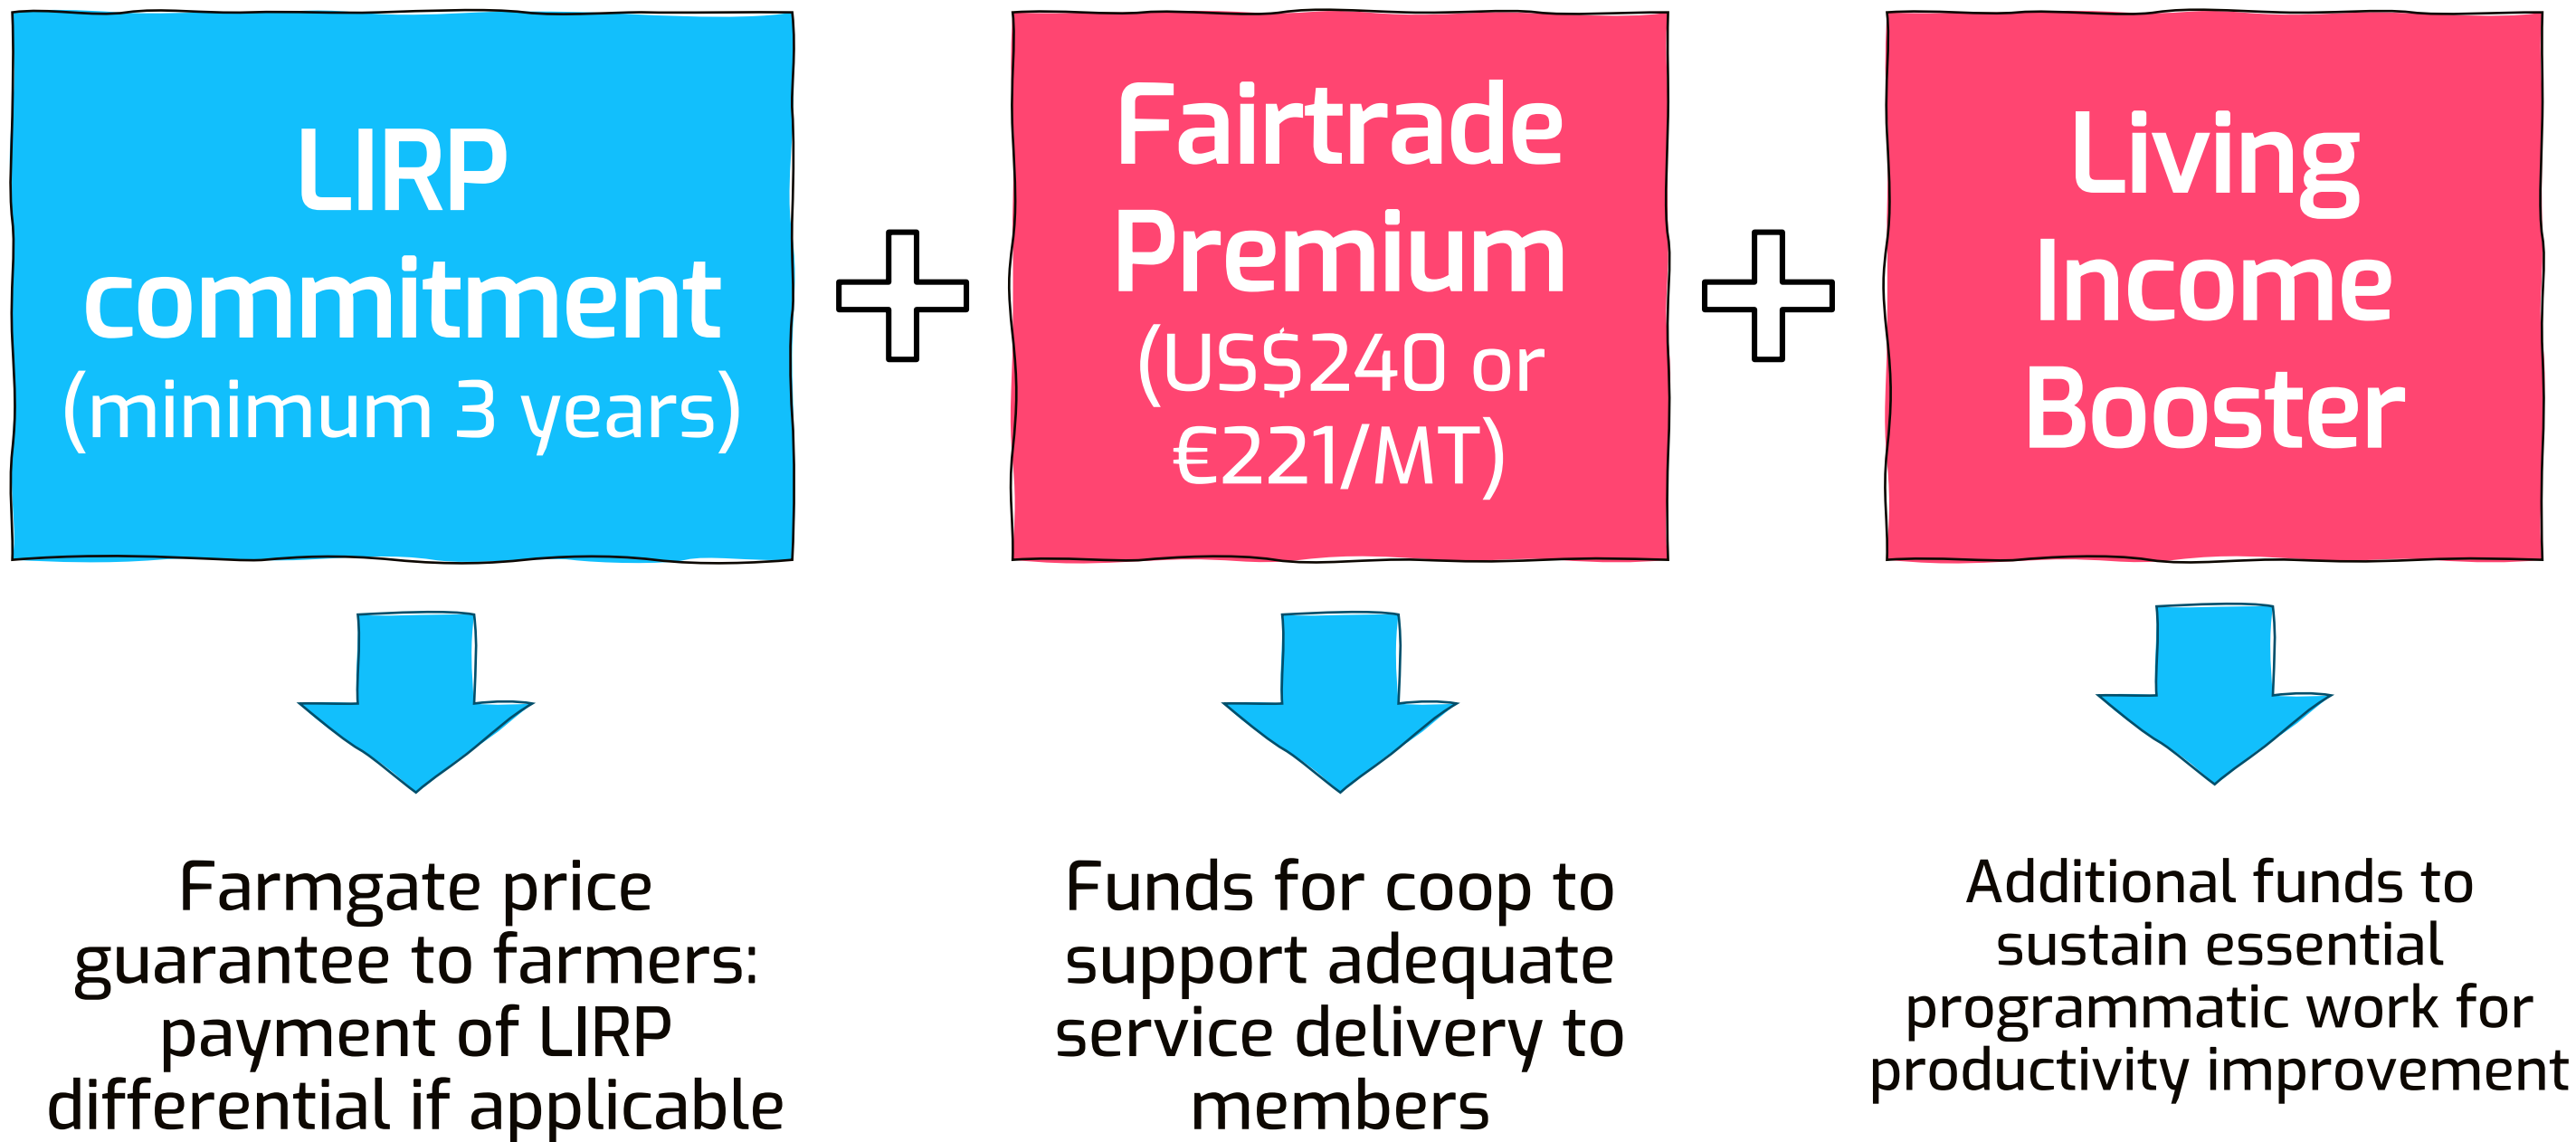 LIRP
commitment
(minimum 3 years)
Fairtrade
Premium
(US$240 or
€221/MT)
Living
Income
Booster
Farmgate price
guarantee to farmers:
payment of LIRP
differential if applicable
Funds for coop to
support adequate
service delivery to
members
Additional funds to
sustain essential
programmatic work for
productivity improvement